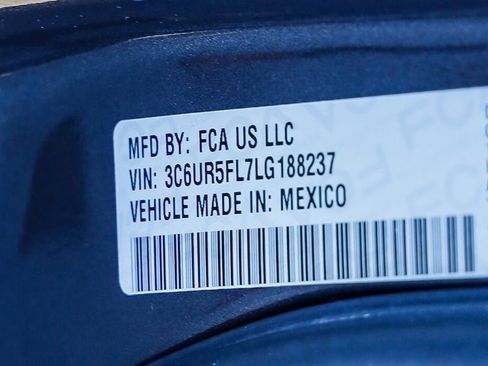 MFD BY: FCA US LLC
VIN: 3C6UR5FL7LG188237
VEHICLE MADE IN: MEXICO